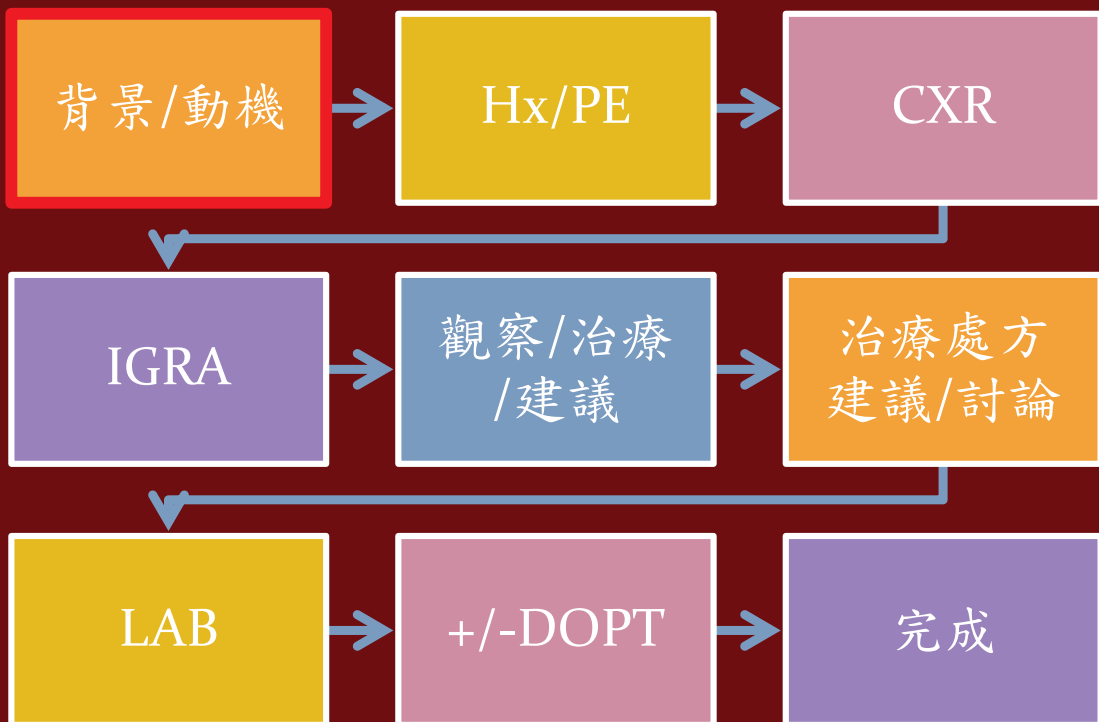 背景/動機
Hx/PE
CXR
IGRA
觀察/治療
/建議
治療處方
建議/討論
LAB
+/-DOPT
完成